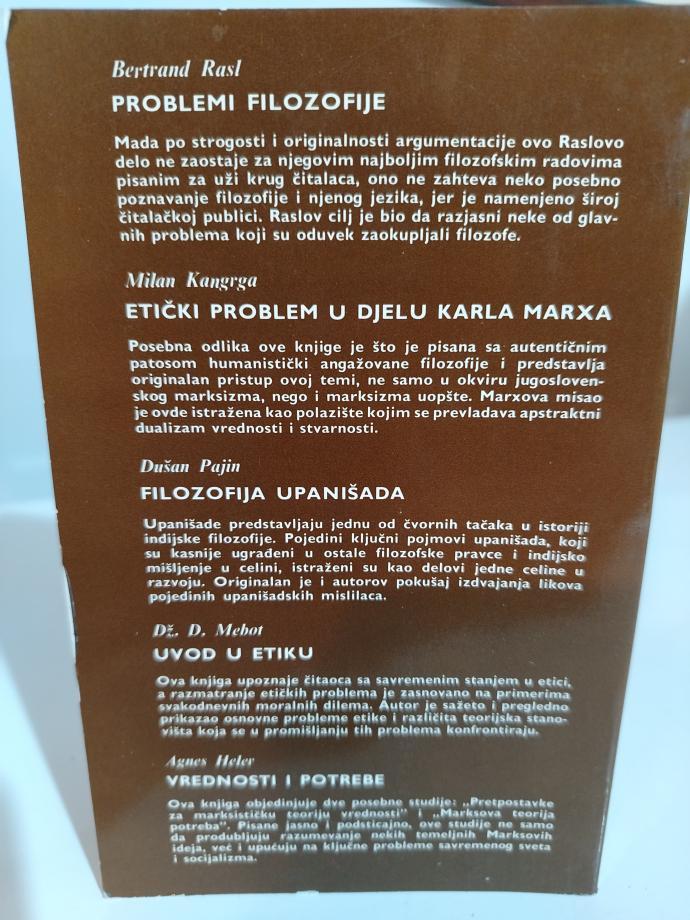 Bertrand Rasl
PROBLEMI FILOZOFIJE
Mada po strogosti i originalnosti argumentacije ovo Raslovo
delo ne zaostaje za njegovim najboljim filozofskim radovima
pisanim za uži krug čitalaca, ono ne zahteva neko posebno
poznavanje filozofije i njenog jezika, jer je namenjeno široj
čitalačkoj publici. Raslov cilj je bio da razjasni neke od glav-
nih problema koji su oduvek zaokupljali filozofe.
Milan Kangrga
ETIČKI PROBLEM U DJELU KARLA MARXA
Posebna odlika ove knjige je što je pisana sa autentičnim
patosom humanistički angažovane filozofije i predstavlja
originalan pristup ovoj temi, ne samo u okviru jugosloven-
skog marksizma, nego i marksizma uopšte. Marxova misao
je ovde istražena kao polazište kojim se prevladava apstraktni
dualizam vrednosti i stvarnosti.
Dušan Pajin
FILOZOFIJA UPANIŠADA
Upanišade predstavljaju jednu od čvornih tačaka u istoriji
indijske filozofije. Pojedini ključni pojmovi upanišada, koji
su kasnije ugrađeni u ostale filozofske pravce i indijsko
mišljenje u celini, istraženi su kao delovi jedne celine u
razvoju. Originalan je i autorov pokušaj izdvajanja likova
pojedinih upanišadskih mislilaca.
Dž. D. Mebot
UVOD U ETIKU
Ova knjiga upoznaje čitaoca sa savremenim stanjem u etici,
a razmatranje etičkih problema je zasnovano na primerima
svakodnevnih moralnih dilema. Autor je sažeto i pregledno
prikazao osnovne probleme etike i različita teorijska stano-
višta koja se u promišljanju tih problema konfrontiraju.
Agnes Heler
VREDNOSTI I POTREBE
Ova knjiga objedinjuje dve posebne studije: „Pretpostavke
za marksističku teoriju vrednosti" i „Marksova teorija
potreba". Pisane jasno i podsticajno, ove studije ne samo
da produbljuju razumevanje nekih temeljnih Marksovih
ideja, već i upućuju na ključne probleme savremenog sveta
i socijalizma.